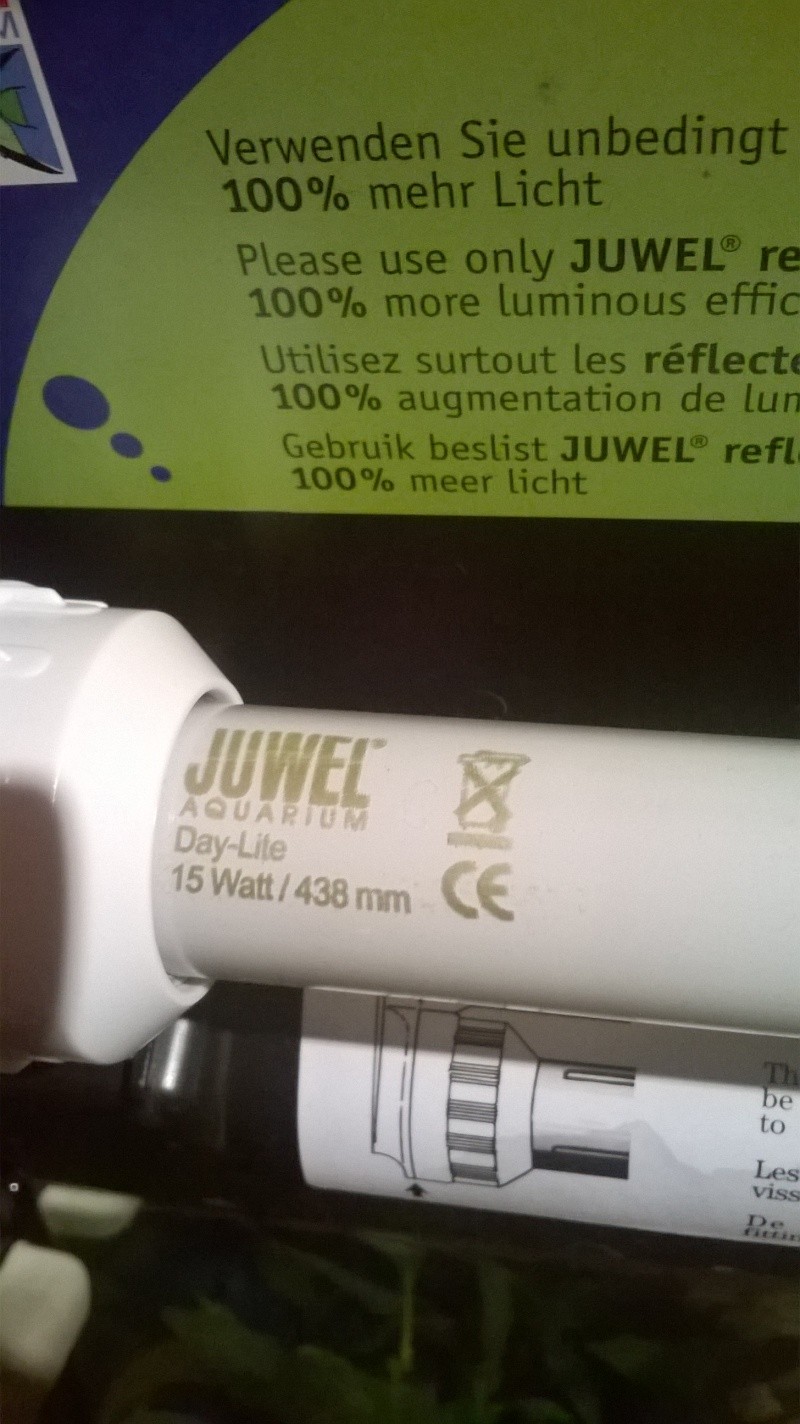 M
Verwenden Sie unbedingt
100% mehr Licht
Please use only JUWEL® re
100% more luminous effic
Utilisez surtout les réflecte
100% augmentation de lum
Gebruik beslist JUWEL® refl
100% meer licht
JUWEL
AQUARIUM
Day-Lite
15 Watt / 438 mm
CE
Th
be
to
Les
viss
De
fittin